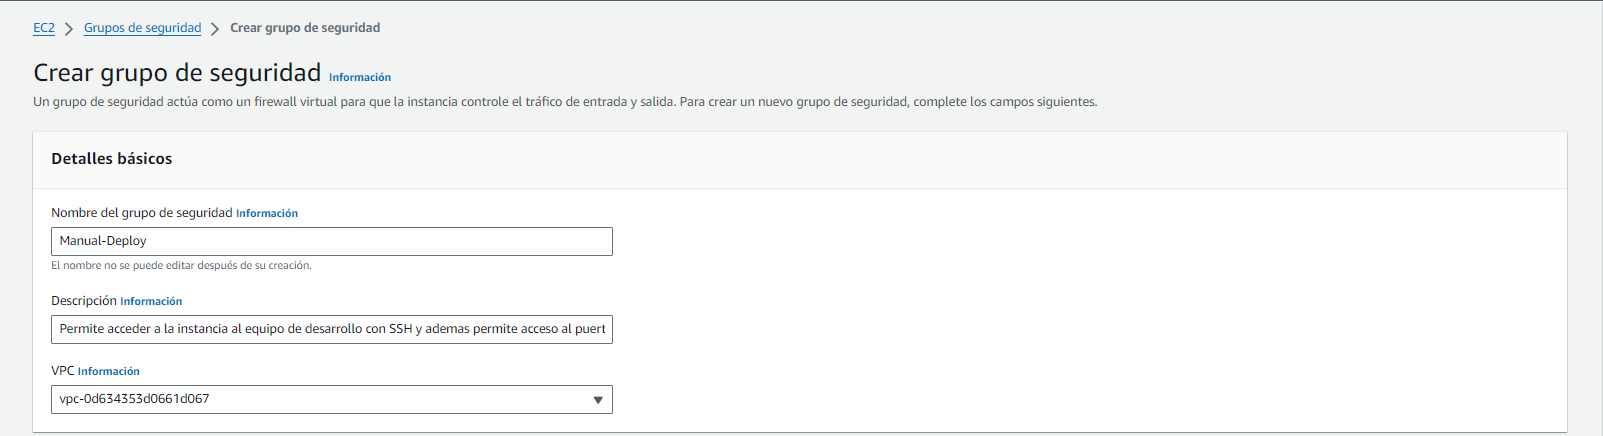 EC2 > Grupos de seguridad > Crear grupo de seguridad
Crear grupo de seguridad Información
Un grupo de seguridad actúa como un firewall virtual para que la instancia controle el tráfico de entrada y salida. Para crear un nuevo grupo de seguridad, complete los campos siguientes.
Detalles básicos
Nombre del grupo de seguridad Información
Manual-Deploy
El nombre no se puede editar después de su creación.
Descripción Información
Permite acceder a la instancia al equipo de desarrollo con SSH y ademas permite acceso al puert
VPC Información
vpc-0d634353d0661d067